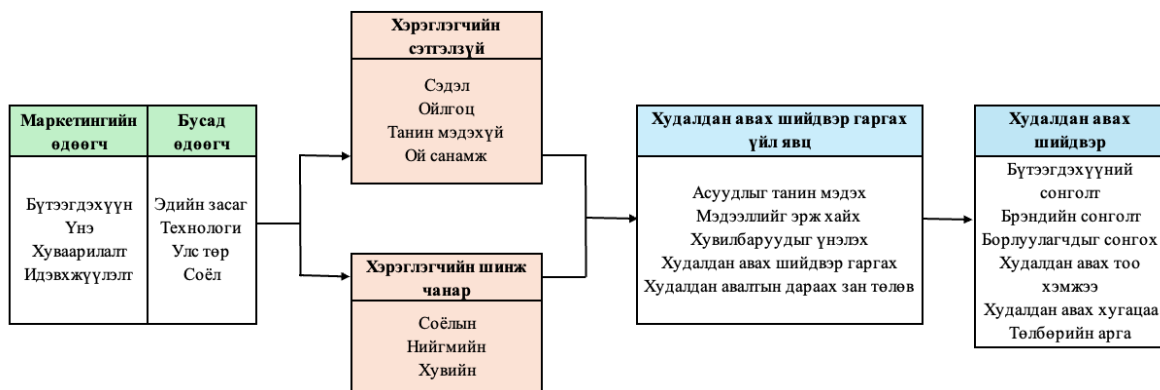 Маркетингийн
өдөөгч
Бүтээгдэхүүн
Үнэ
Хуваарилалт
Идэвхжүүлэлт
Бусад
өдөөгч
Эдийн засаг
Технологи
Улс төр
Соёл
Хэрэглэгчийн
сэтгэлзүй
Сэдэл
Ойлгоц
Танин мэдэхүй
Ой санамж
Хэрэглэгчийн шинж
чанар
Соёлын
Нийгмийн
Хувийн
Худалдан авах шийдвэр гаргах
үйл явц
Асуудлыг танин мэдэх
Мэдээллийг эрж хайх
Хувилбаруудыг үнэлэх
Худалдан авах шийдвэр гаргах
Худалдан авалтын дараах зан төлөв
Худалдан авах
шийдвэр
Бүтээгдэхүүний
сонголт
Брэндийн сонголт
Борлуулагчдыг сонгох
Худалдан авах тоо
хэмжээ
Худалдан авах хугацаа
Төлбөрийн арга